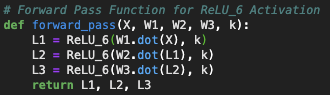 # Forward Pass Function for ReLU_6 Activation
def forward_pass(X, W1, W2, W3, k):
    L1 = ReLU_6(W1.dot(X), k)
    L2 = ReLU_6(W2.dot(L1), k)
    L3 = ReLU_6(W3.dot(L2), k)
    return L1, L2, L3